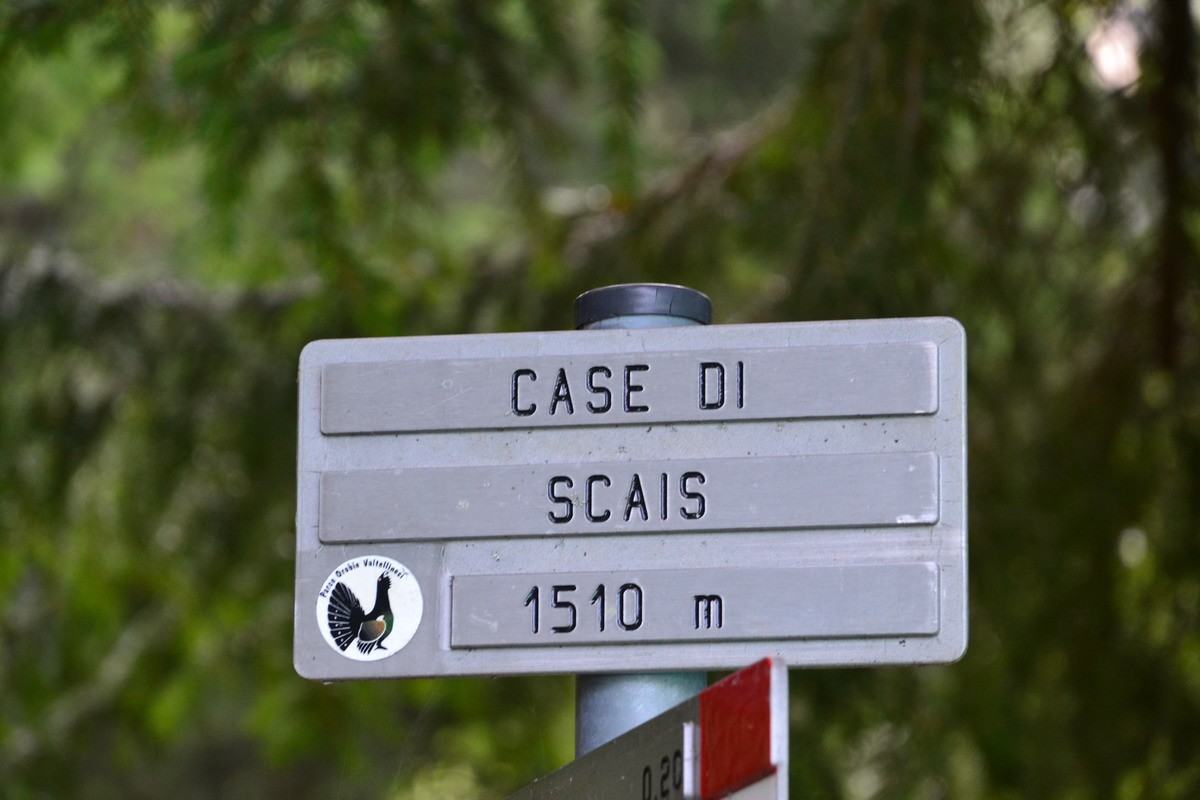 CASE DI
SCAIS
Parco Orobie Valtellinesi
1510 m
0.20